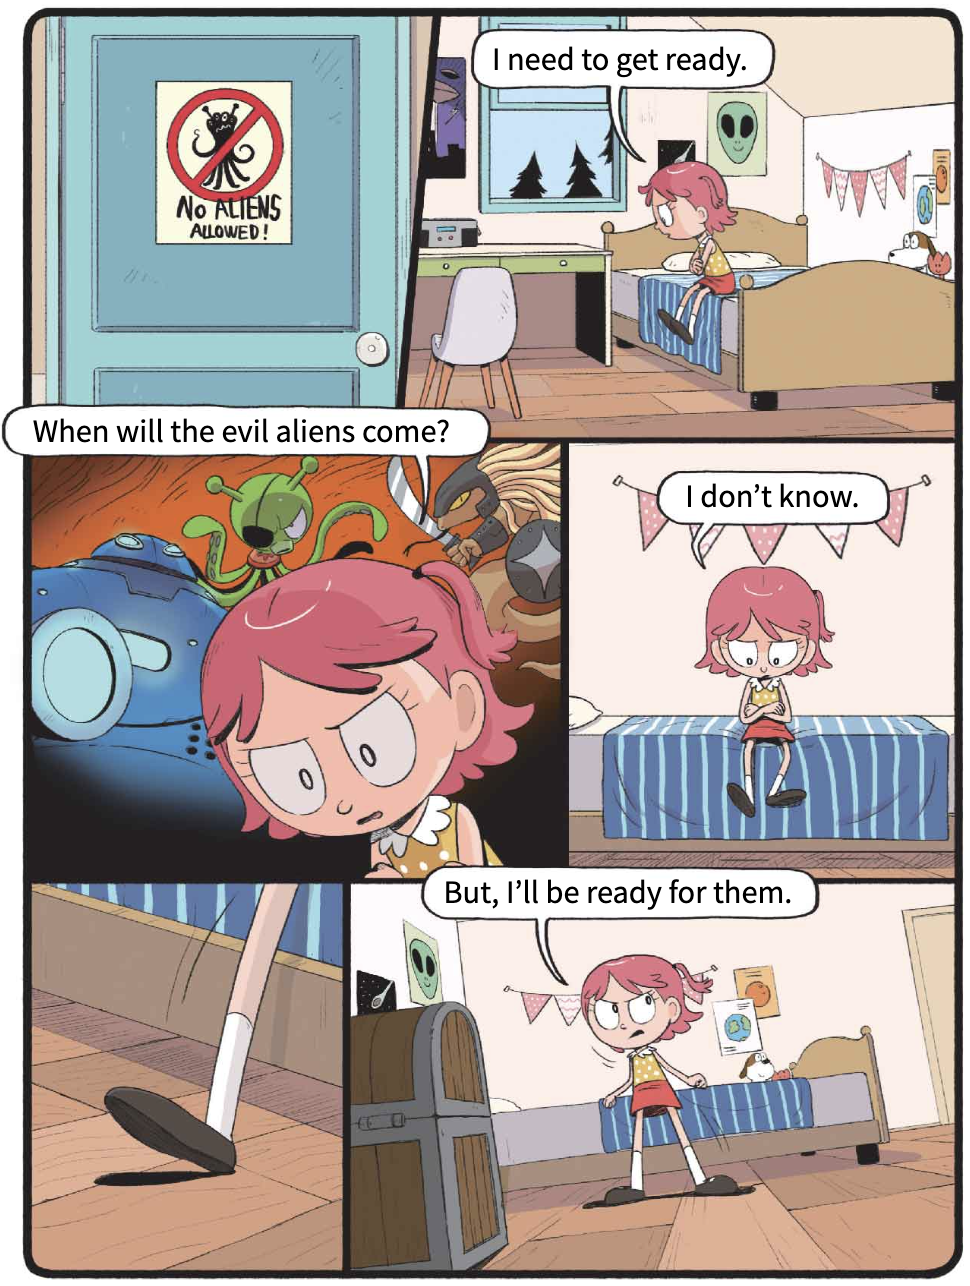 No ALIENS
ALLOWED!
I need to get ready.
When will the evil aliens come?
I don't know.
But, I'll be ready for them.